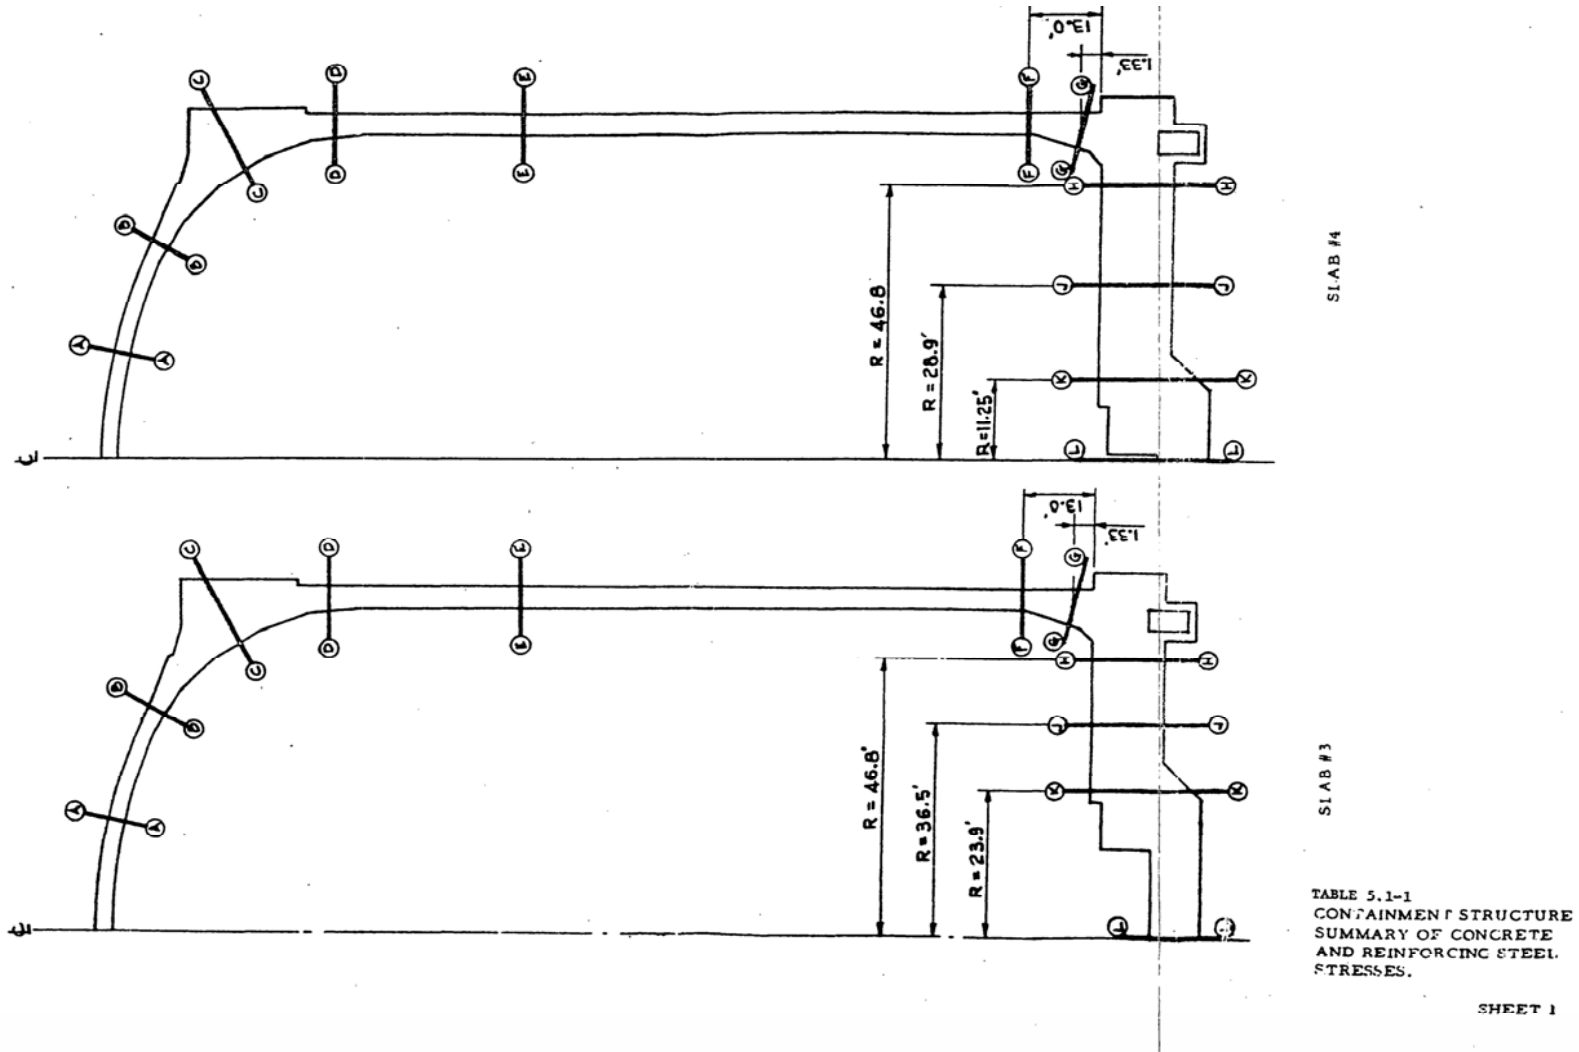 13.0'
1.33'
C
D
E
F
G
C
D
E
F
G
H
H
B
B
J
J
A
A
K
K
L
L
R = 46.8
R = 28.9'
R=11.25'
SLAB #4
13.0'
1.33'
C
D
E
F
G
C
D
E
F
G
H
H
B
B
J
J
A
A
K
K
L
R = 46.8'
R = 36.5'
R = 23.9'
SLAB #3
TABLE 5.1-1
CONTAINMENT STRUCTURE
SUMMARY OF CONCRETE
AND REINFORCING STEEL
STRESSES.
SHEET 1